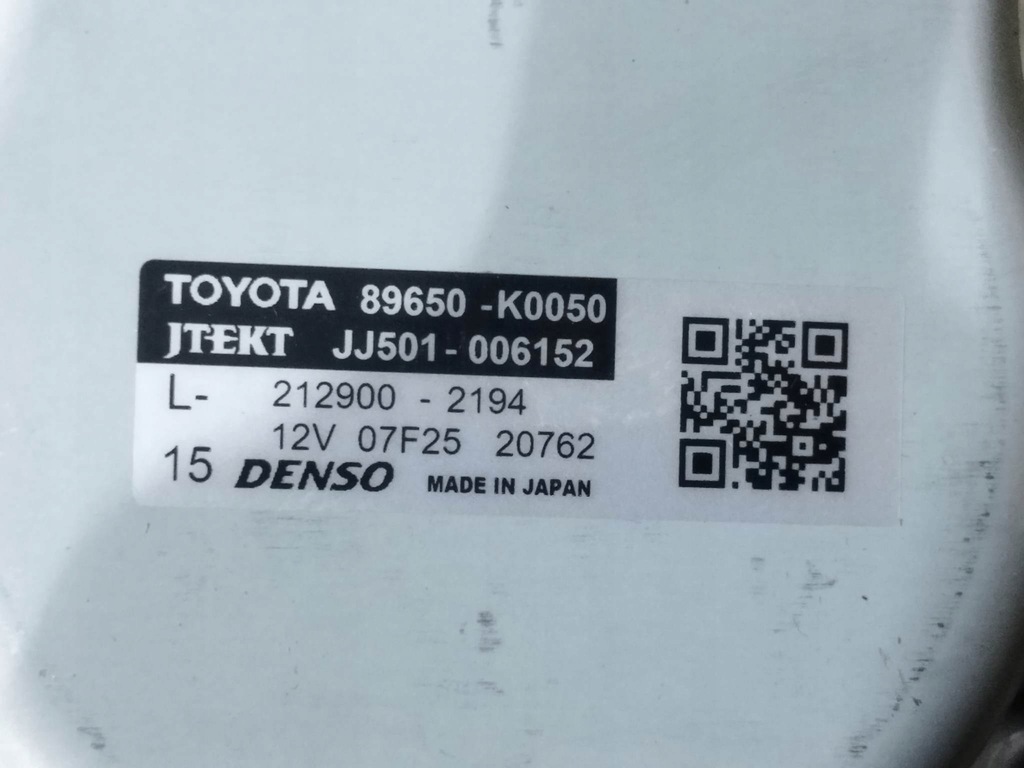 TOYOTA 89650 -K0050
JTEKT JJ501- 006152
L- 212900 - 2194
12V 07F25 20762
15 DENSO MADE IN JAPAN